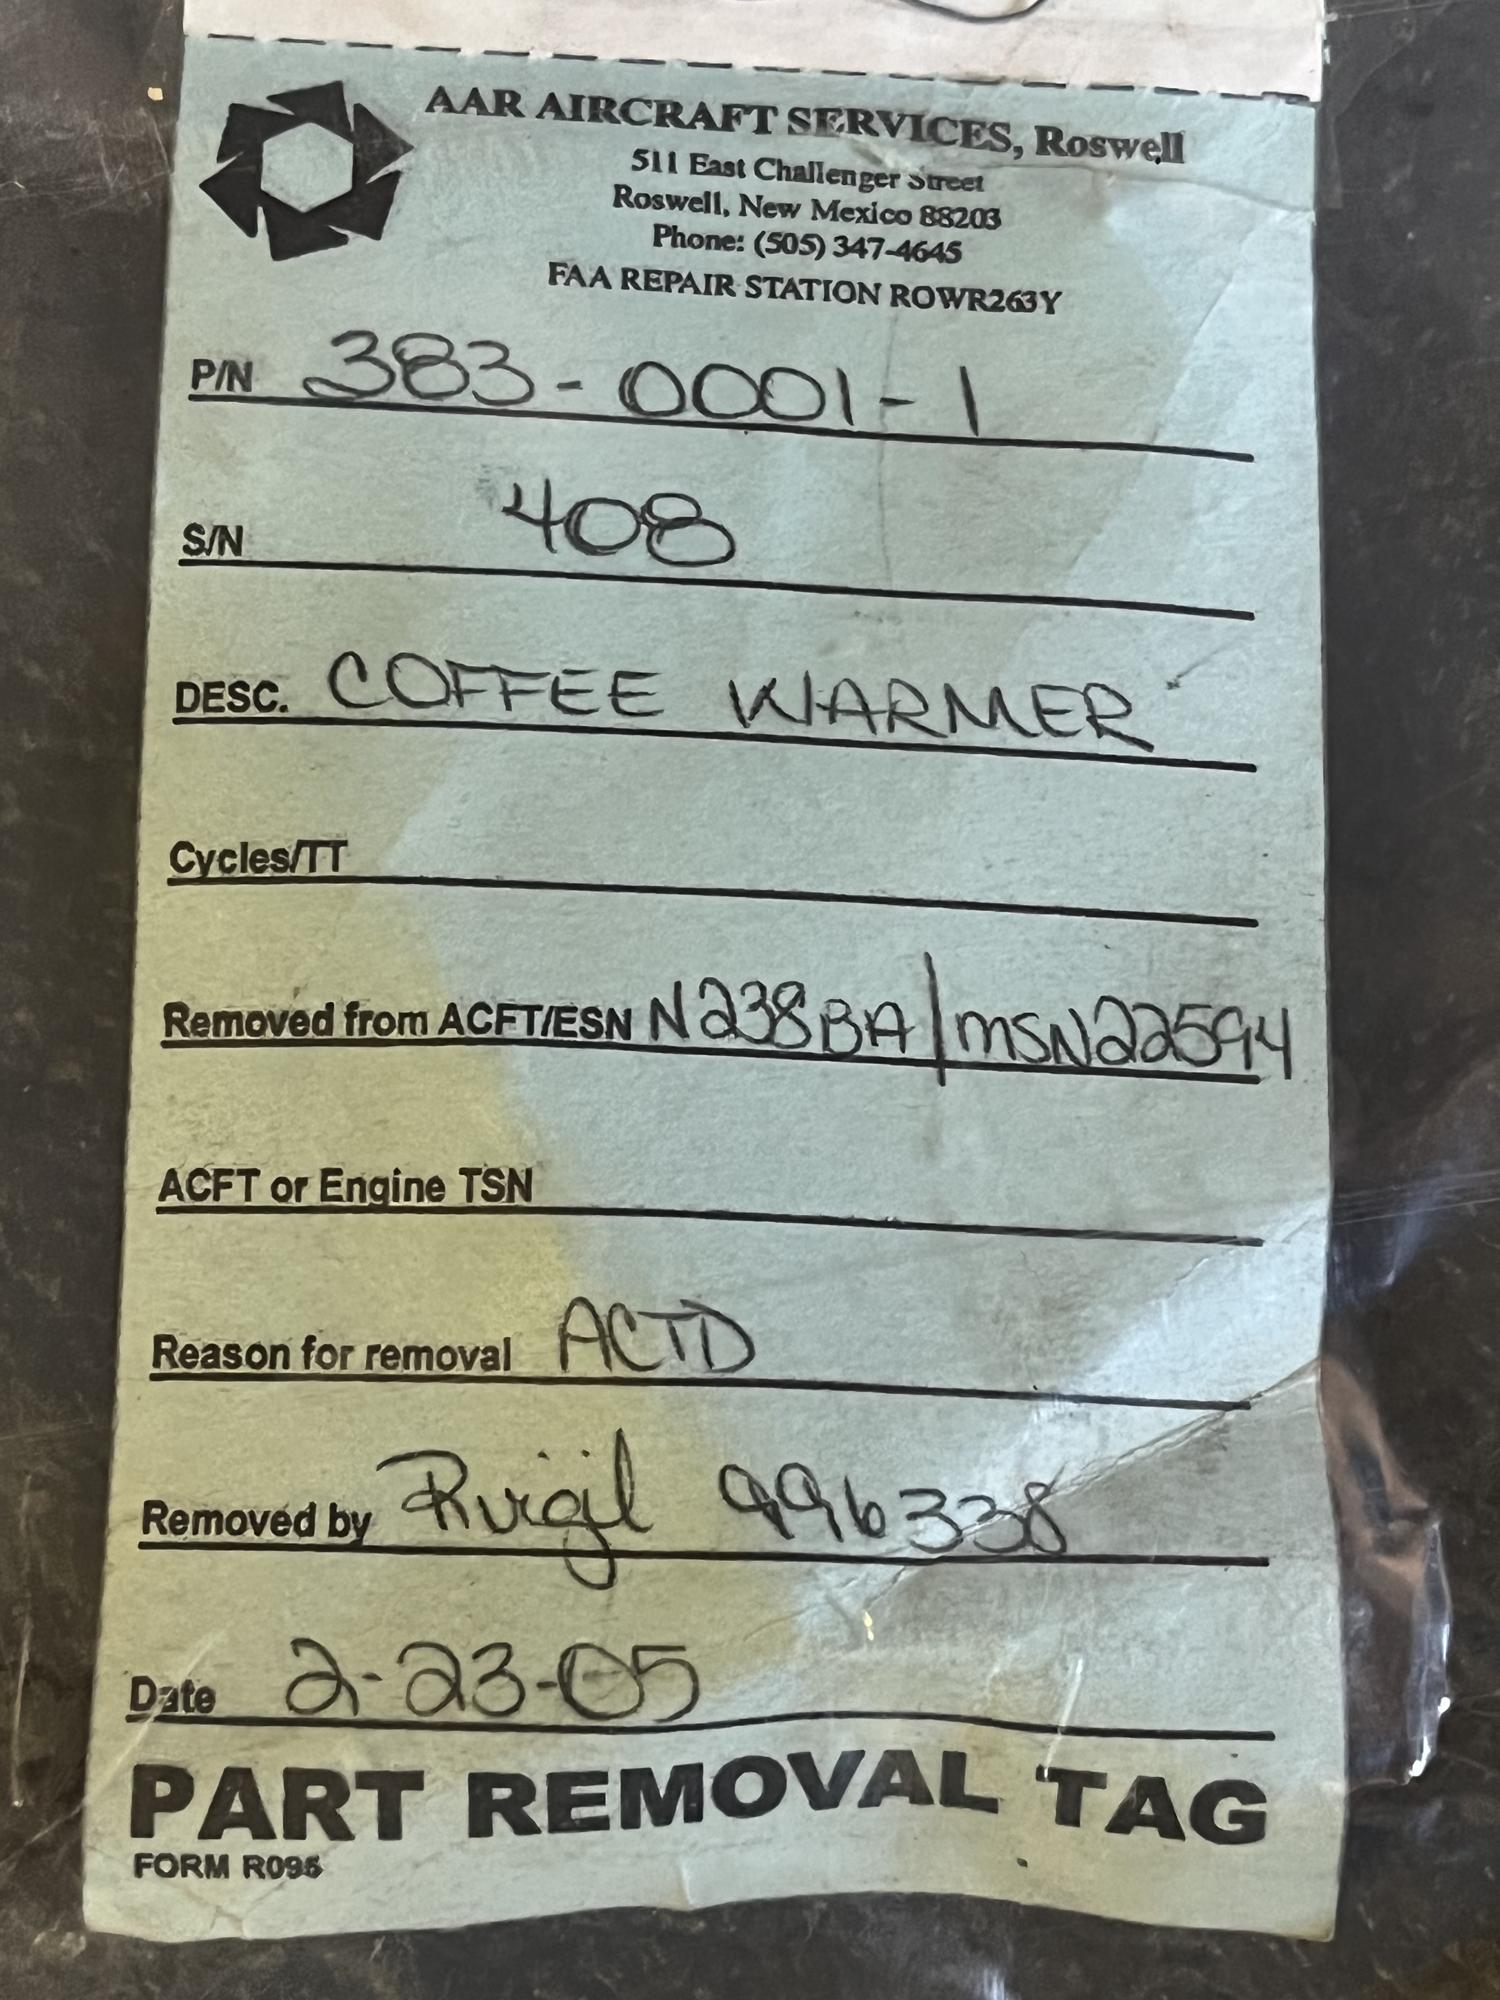 AAR AIRCRAFT SERVICES, Roswell
511 East Challenger Street
Roswell, New Mexico 88203
Phone: (505) 347-4645
FAA REPAIR STATION ROWR263Y
P/N 383-0001-1
S/N 408
DESC. COFFEE WARMER
Cycles/TT
Removed from ACFT/ESN N238BA/MSN22594
ACFT or Engine TSN
Reason for removal ACTD
Removed by RVirgil 996338
Date 2-23-05
PART REMOVAL TAG
FORM R095